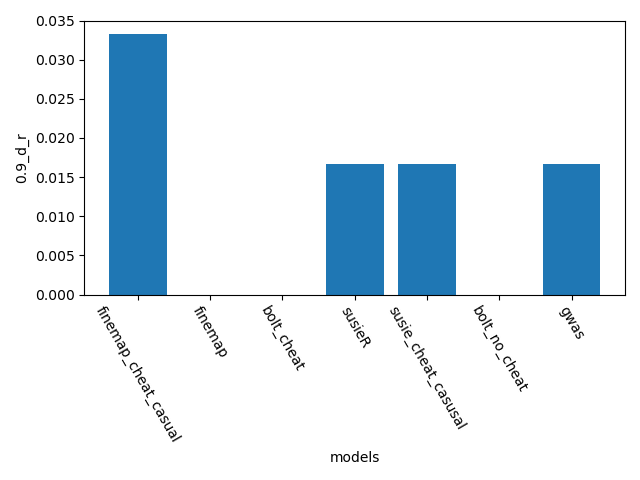 0.035
0.030
0.025
0.020
0.015
0.010
0.005
0.000
0.9_d_r
finemap_cheat_casual
finemap
bolt_cheat
susieR
susie_cheat_casusal
bolt_no_cheat
gwas
models